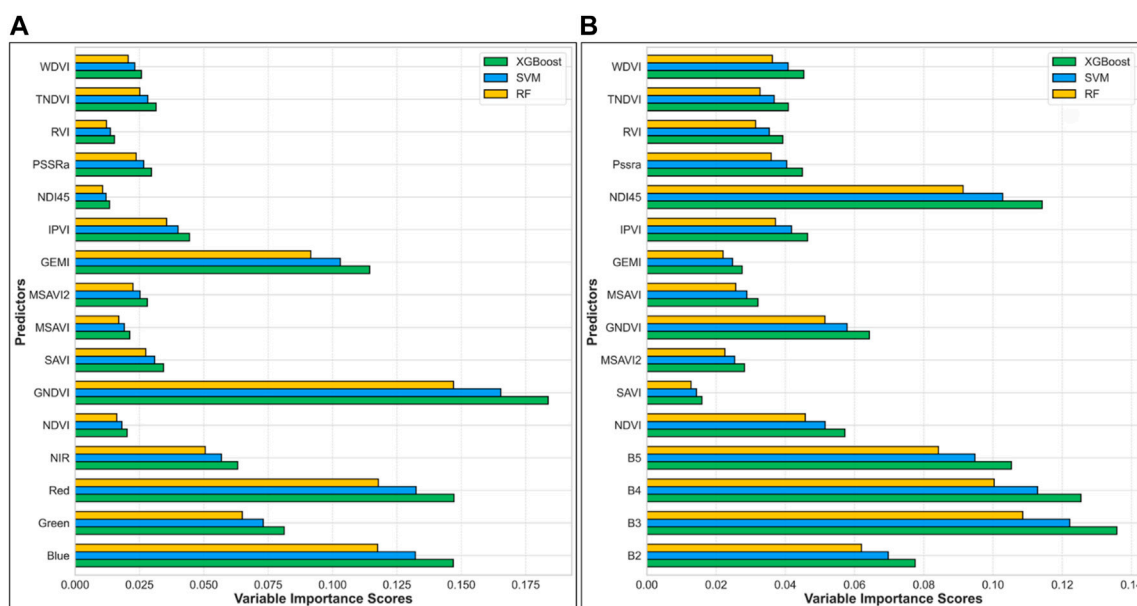 A
B
XGBoost
SVM
RF
WDVI
TNDVI
RVI
PSSRa
NDI45
IPVI
GEMI
MSAVI2
MSAVI
SAVI
GNDVI
NDVI
NIR
Red
Green
Blue
Predictors
0.000 0.025 0.050 0.075 0.100 0.125 0.150 0.175
Variable Importance Scores
XGBoost
SVM
RF
WDVI
TNDVI
RVI
Pssra
NDI45
IPVI
GEMI
MSAVI
GNDVI
MSAVI2
SAVI
NDVI
B5
B4
B3
B2
Predictors
0.00 0.02 0.04 0.06 0.08 0.10 0.12 0.14
Variable Importance Scores